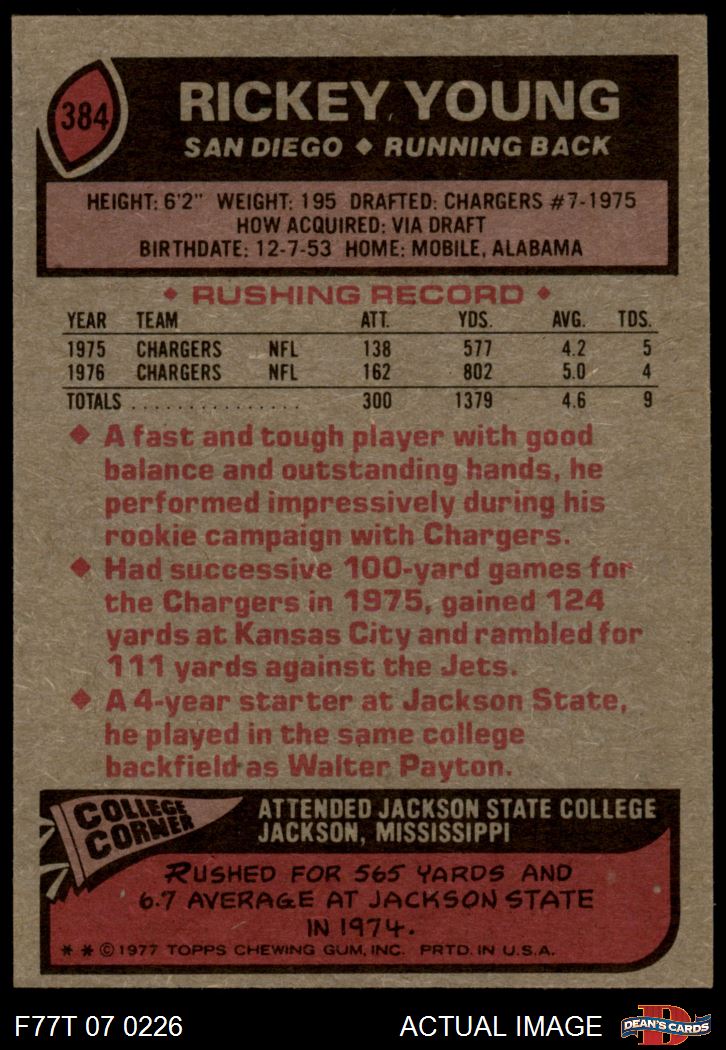 384
RICKEY YOUNG
SAN DIEGO ◆ RUNNING BACK
HEIGHT: 6'2" WEIGHT: 195 DRAFTED: CHARGERS #7-1975
HOW ACQUIRED: VIA DRAFT
BIRTHDATE: 12-7-53 HOME: MOBILE, ALABAMA
◆ RUSHING RECORD ◆
YEAR TEAM ATT. YDS. AVG. TDS.
1975 CHARGERS NFL 138 577 4.2 5
1976 CHARGERS NFL 162 802 5.0 4
TOTALS ................ 300 1379 4.6 9
◆ A fast and tough player with good
balance and outstanding hands, he
performed impressively during his
rookie campaign with Chargers.
◆ Had successive 100-yard games for
the Chargers in 1975, gained 124
yards at Kansas City and rambled for
111 yards against the Jets.
◆ A 4-year starter at Jackson State,
he played in the same college
backfield as Walter Payton.
COLLEGE
CORNER
ATTENDED JACKSON STATE COLLEGE
JACKSON, MISSISSIPPI
RUSHED FOR 565 YARDS AND
6.7 AVERAGE AT JACKSON STATE
IN 1974.
* * © 1977 TOPPS CHEWING GUM, INC. PRTD. IN U.S.A.
F77T 07 0226 ACTUAL IMAGE
D
DEAN'S CARDS